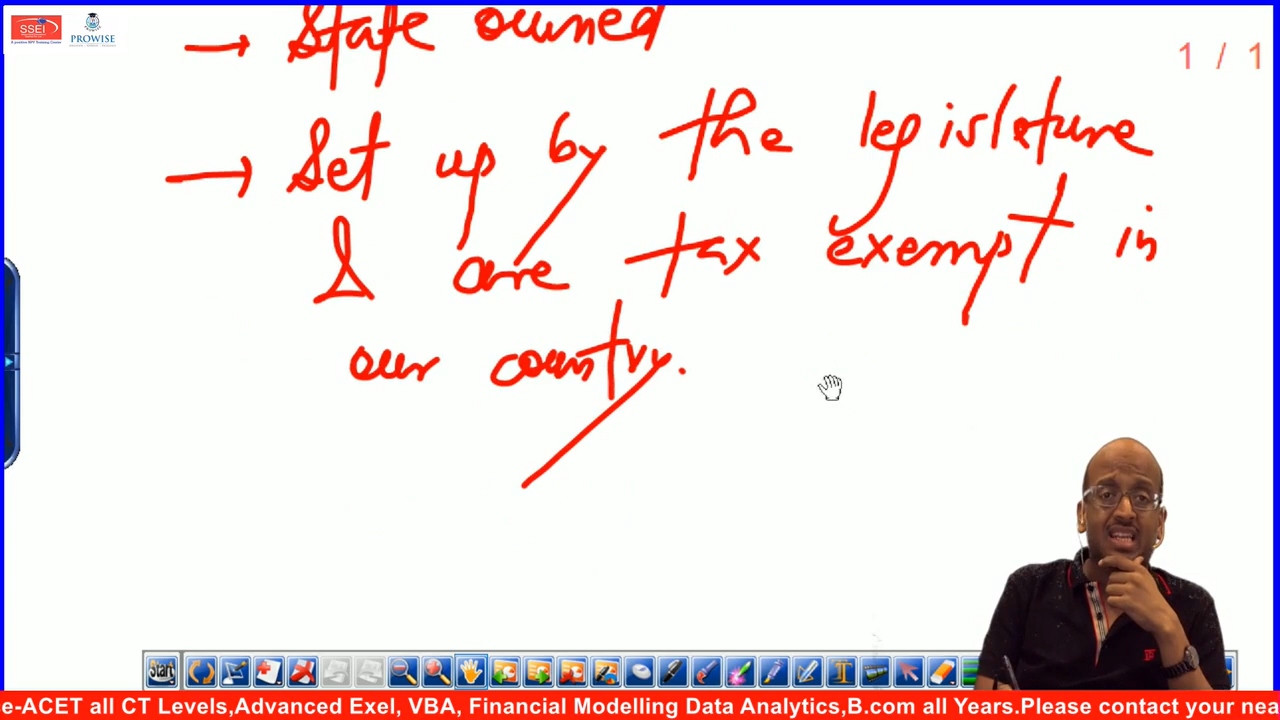 SSEI
PROWISE
1 / 1
→ State owned
→ Set up by the legislature
& are tax exempt in
our country.
Start
e-ACET all CT Levels,Advanced Exel, VBA, Financial Modelling Data Analytics,B.com all Years.Please contact your nea